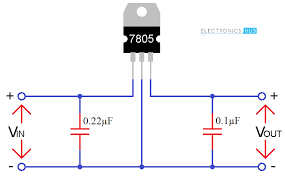 ELECTRONICS HUB
7805
+
+
0.22µF
0.1µF
VIN
VOUT
-
-